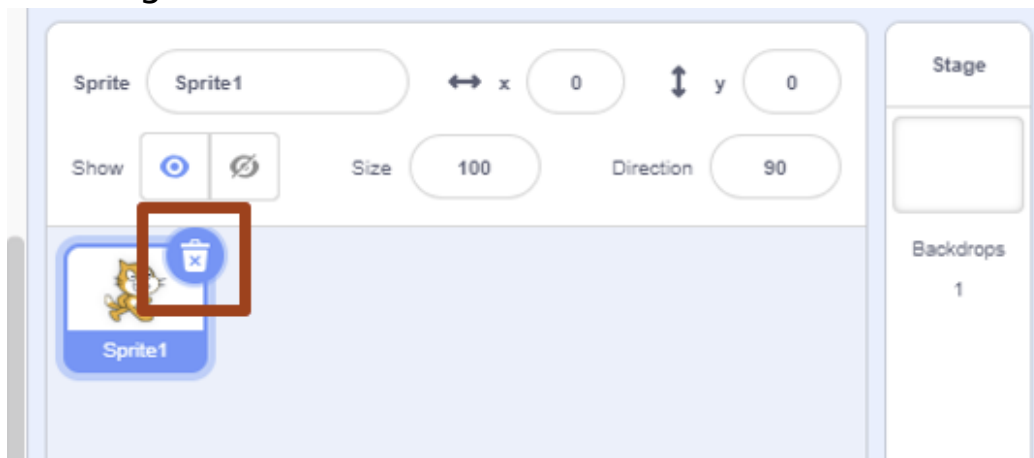 Sprite Sprite1 x 0 y 0
Show Size 100 Direction 90
Sprite1
Stage
Backdrops
1